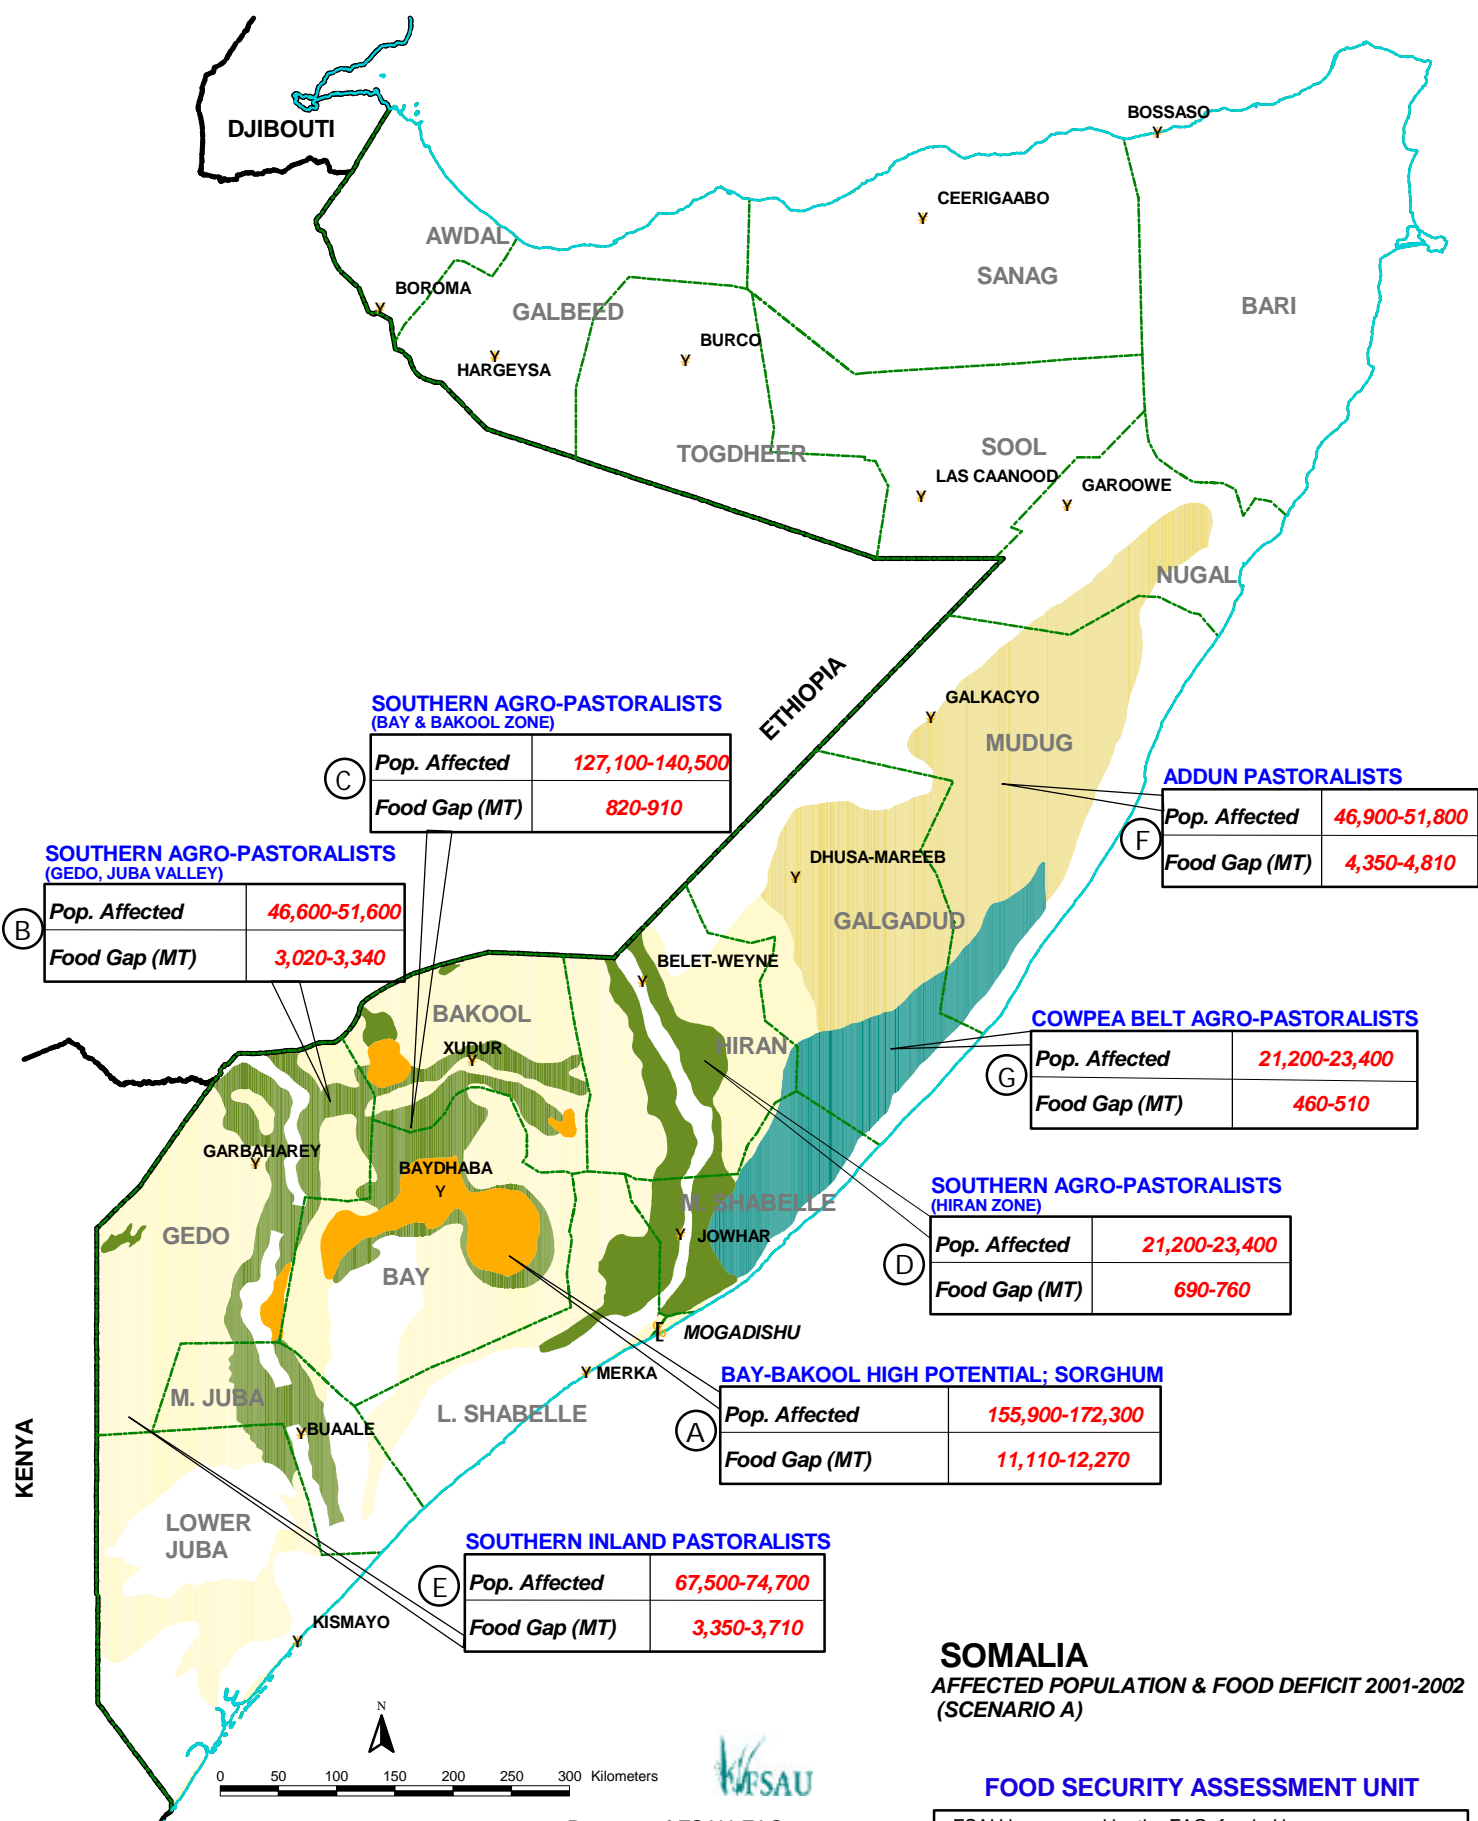 DJIBOUTI
BOSSASO
CEERIGAABO
AWDAL
SANAG
BOROMA
GALBEED
BARI
BURCO
HARGEYSA
TOGDHEER
SOOL
LAS CAANOOD
GAROOWE
NUGAL
ETHIOPIA
SOUTHERN AGRO-PASTORALISTS
(BAY & BAKOOL ZONE)
C
Pop. Affected 127,100-140,500
Food Gap (MT) 820-910
GALKACYO
MUDUG
ADDUN PASTORALISTS
F
Pop. Affected 46,900-51,800
Food Gap (MT) 4,350-4,810
SOUTHERN AGRO-PASTORALISTS
(GEDO, JUBA VALLEY)
B
Pop. Affected 46,600-51,600
Food Gap (MT) 3,020-3,340
DHUSA-MAREEB
GALGADUD
BELET-WEYNE
BAKOOL
XUDUR
HIRAN
COWPEA BELT AGRO-PASTORALISTS
G
Pop. Affected 21,200-23,400
Food Gap (MT) 460-510
GARBAHAREY
BAYDHABA
SOUTHERN AGRO-PASTORALISTS
(HIRAN ZONE)
D
Pop. Affected 21,200-23,400
Food Gap (MT) 690-760
M. SHABELLE
JOWHAR
GEDO
BAY
MOGADISHU
MERKA
BAY-BAKOOL HIGH POTENTIAL; SORGHUM
A
Pop. Affected 155,900-172,300
Food Gap (MT) 11,110-12,270
M. JUBA
L. SHABELLE
BUAALE
KENYA
LOWER
JUBA
SOUTHERN INLAND PASTORALISTS
E
Pop. Affected 67,500-74,700
Food Gap (MT) 3,350-3,710
KISMAYO
SOMALIA
AFFECTED POPULATION & FOOD DEFICIT 2001-2002
(SCENARIO A)
N
0 50 100 150 200 250 300 Kilometers
FSAU
FOOD SECURITY ASSESSMENT UNIT